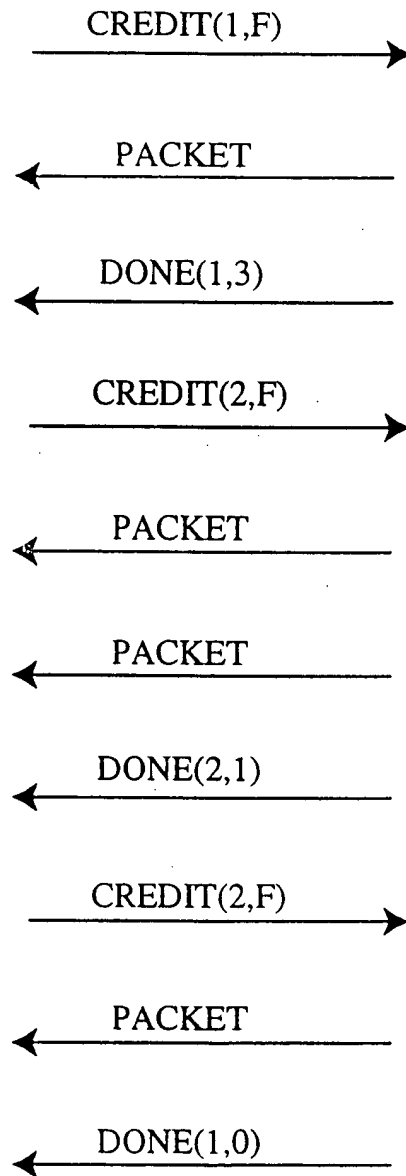 CREDIT(1,F)
PACKET
DONE(1,3)
CREDIT(2,F)
PACKET
PACKET
DONE(2,1)
CREDIT(2,F)
PACKET
DONE(1,0)